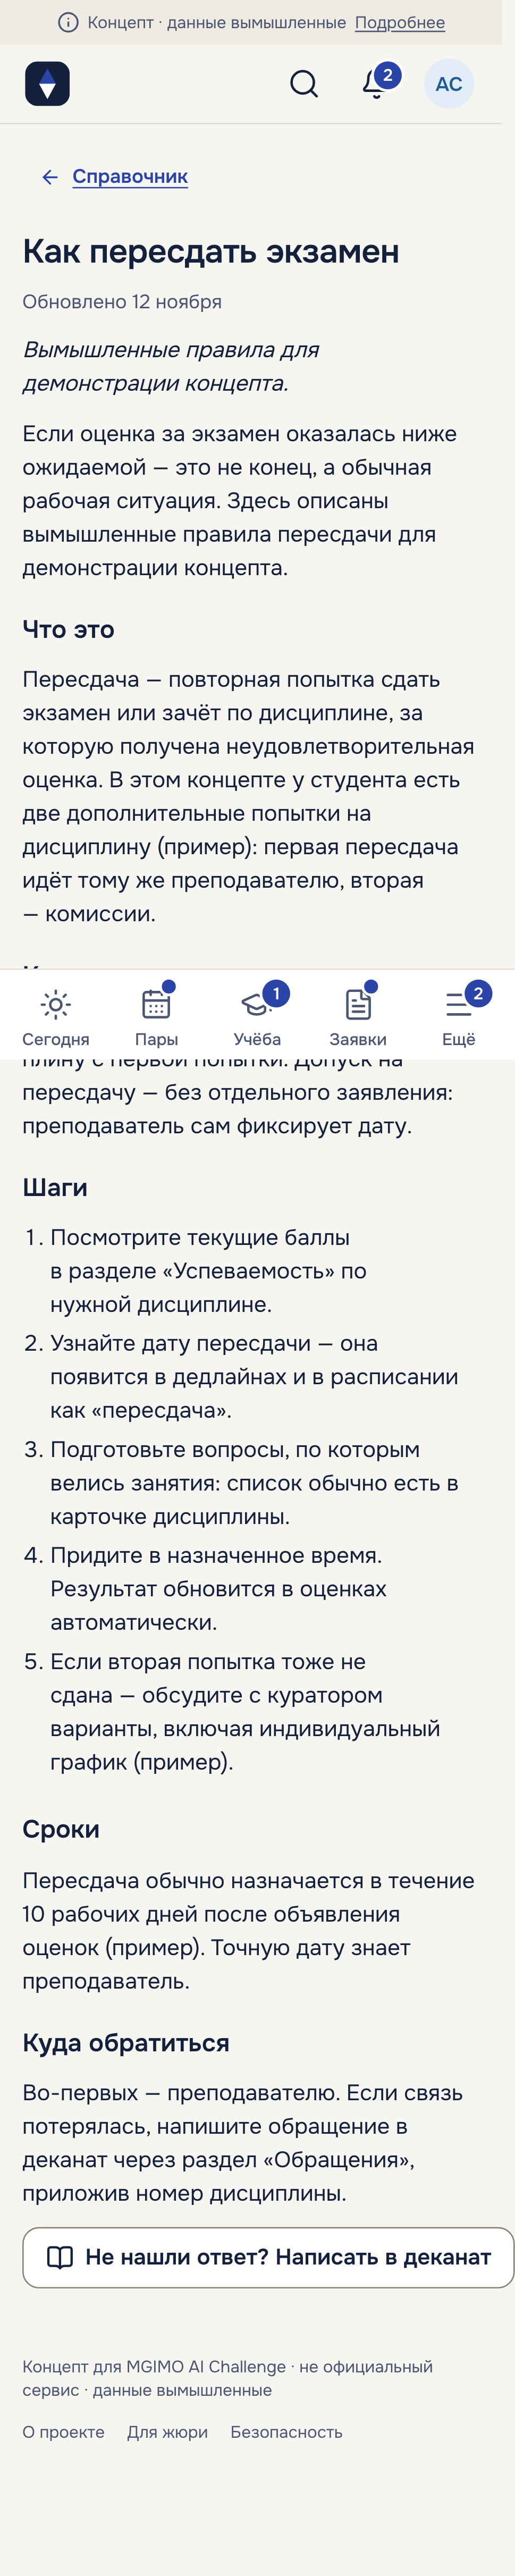 Концепт · данные вымышленные Подробнее
2
АС
Справочник
Как пересдать экзамен
Обновлено 12 ноября
Вымышленные правила для
демонстрации концепта.
Если оценка за экзамен оказалась ниже
ожидаемой — это не конец, а обычная
рабочая ситуация. Здесь описаны
вымышленные правила пересдачи для
демонстрации концепта.
Что это
Пересдача — повторная попытка сдать
экзамен или зачёт по дисциплине, за
которую получена неудовлетворительная
оценка. В этом концепте у студента есть
две дополнительные попытки на
дисциплину (пример): первая пересдача
идёт тому же преподавателю, вторая
— комиссии.
1
2
Сегодня Пары Учёба Заявки Ещё
плину с первой попытки. Допуск на
пересдачу — без отдельного заявления:
преподаватель сам фиксирует дату.
Шаги
1. Посмотрите текущие баллы
в разделе «Успеваемость» по
нужной дисциплине.
2. Узнайте дату пересдачи — она
появится в дедлайнах и в расписании
как «пересдача».
3. Подготовьте вопросы, по которым
велись занятия: список обычно есть в
карточке дисциплины.
4. Придите в назначенное время.
Результат обновится в оценках
автоматически.
5. Если вторая попытка тоже не
сдана — обсудите с куратором
варианты, включая индивидуальный
график (пример).
Сроки
Пересдача обычно назначается в течение
10 рабочих дней после объявления
оценок (пример). Точную дату знает
преподаватель.
Куда обратиться
Во-первых — преподавателю. Если связь
потерялась, напишите обращение в
деканат через раздел «Обращения»,
приложив номер дисциплины.
Не нашли ответ? Написать в деканат
Концепт для MGIMO AI Challenge · не официальный
сервис · данные вымышленные
О проекте Для жюри Безопасность